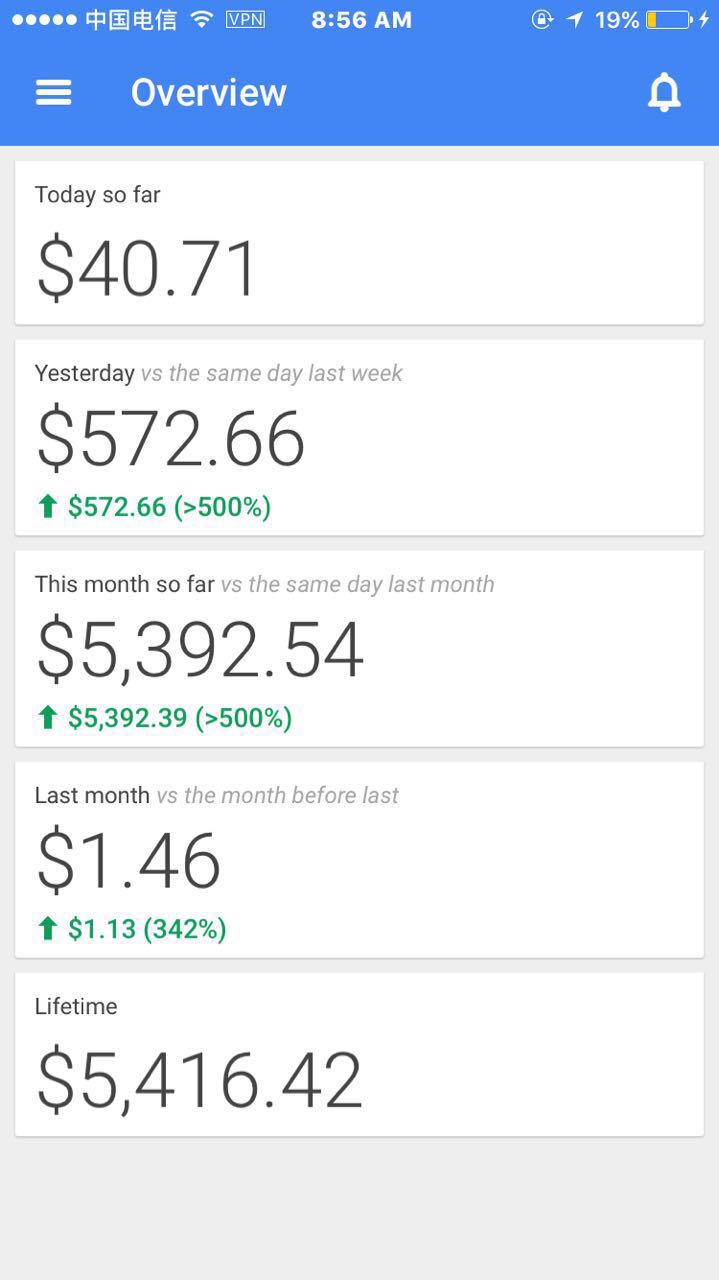 中国电信 VPN 8:56 AM 19%
Overview
Today so far
$40.71
Yesterday vs the same day last week
$572.66
$572.66 (>500%)
This month so far vs the same day last month
$5,392.54
$5,392.39 (>500%)
Last month vs the month before last
$1.46
$1.13 (342%)
Lifetime
$5,416.42